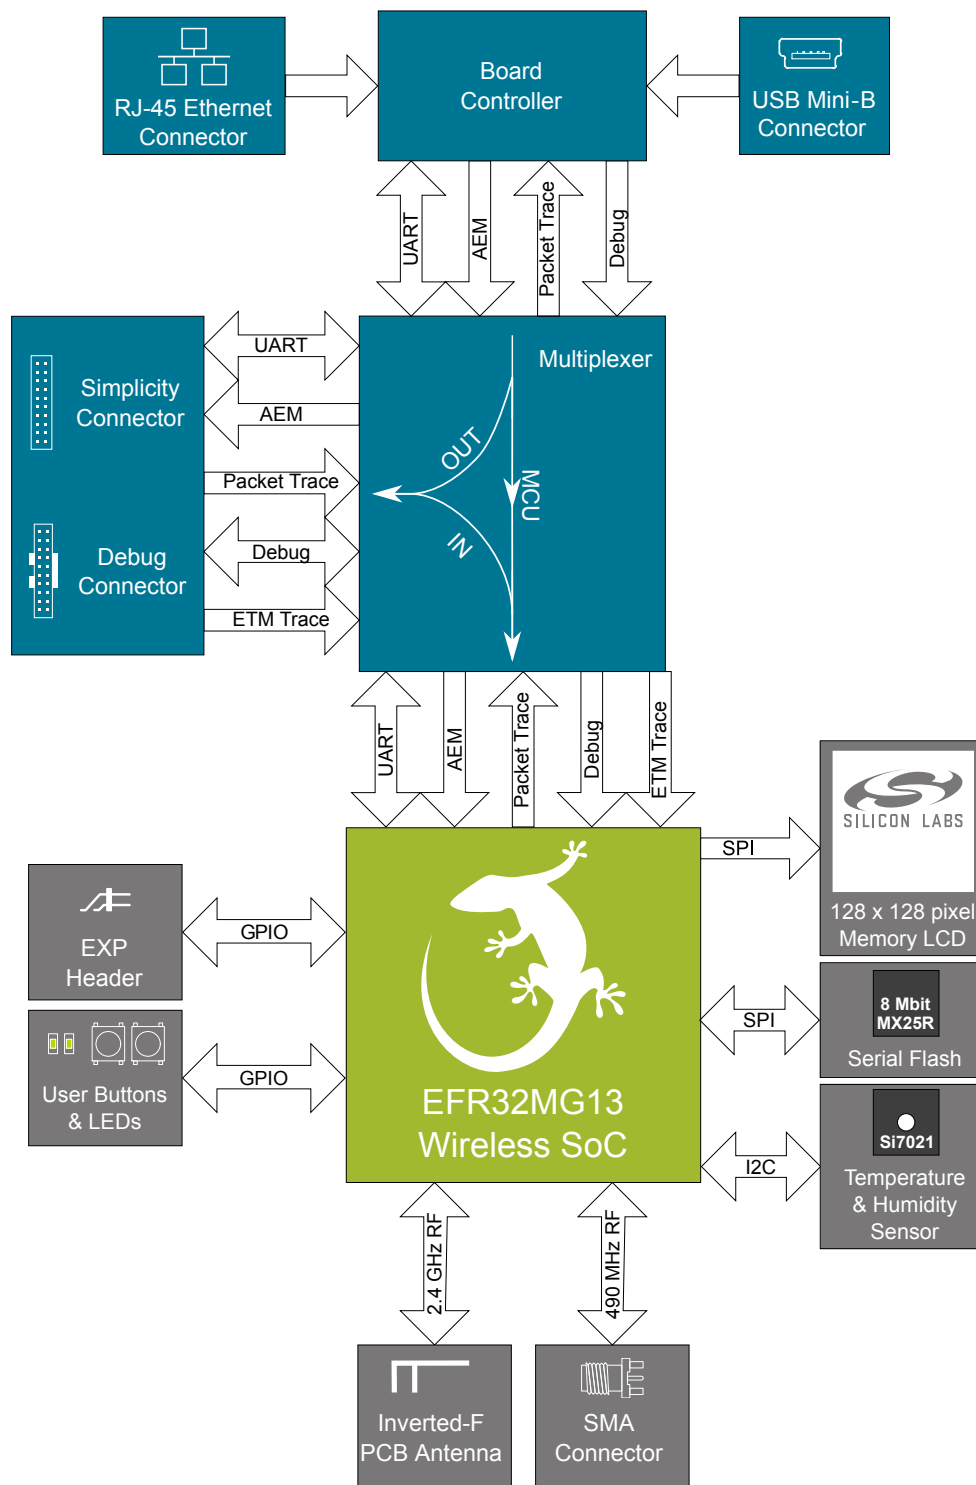 RJ-45 Ethernet
Connector
Board
Controller
USB Mini-B
Connector
UART
AEM
Packet Trace
Debug
Simplicity
Connector
Debug
Connector
UART
AEM
Packet Trace
Debug
ETM Trace
Multiplexer
OUT
MCU
IN
UART
AEM
Packet Trace
Debug
ETM Trace
EXP
Header
GPIO
User Buttons
& LEDs
GPIO
EFR32MG13
Wireless SoC
SPI
SILICON LABS
128 x 128 pixel
Memory LCD
SPI
8 Mbit
MX25R
Serial Flash
I2C
Si7021
Temperature
& Humidity
Sensor
2.4 GHz RF
490 MHz RF
Inverted-F
PCB Antenna
SMA
Connector